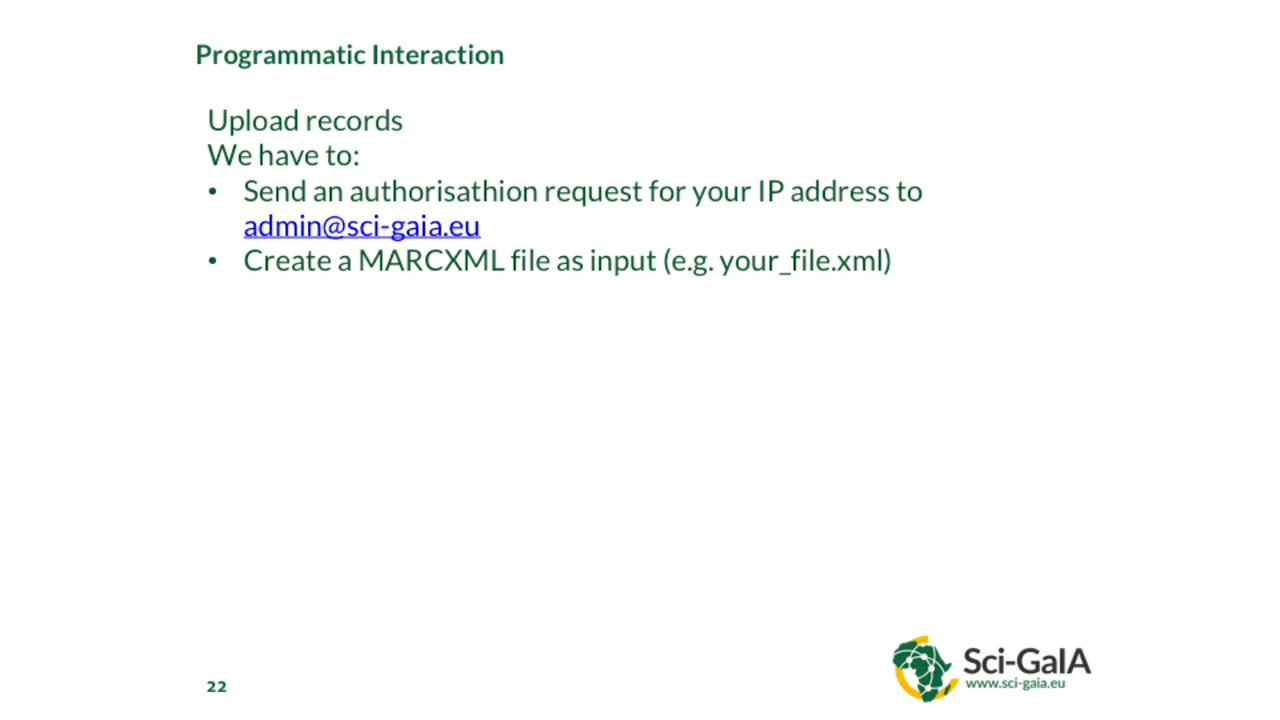 Programmatic Interaction
Upload records
We have to:
• Send an authorisathion request for your IP address to
admin@sci-gaia.eu
• Create a MARCXML file as input (e.g. your_file.xml)
22
Sci-GaIA
www.sci-gaia.eu